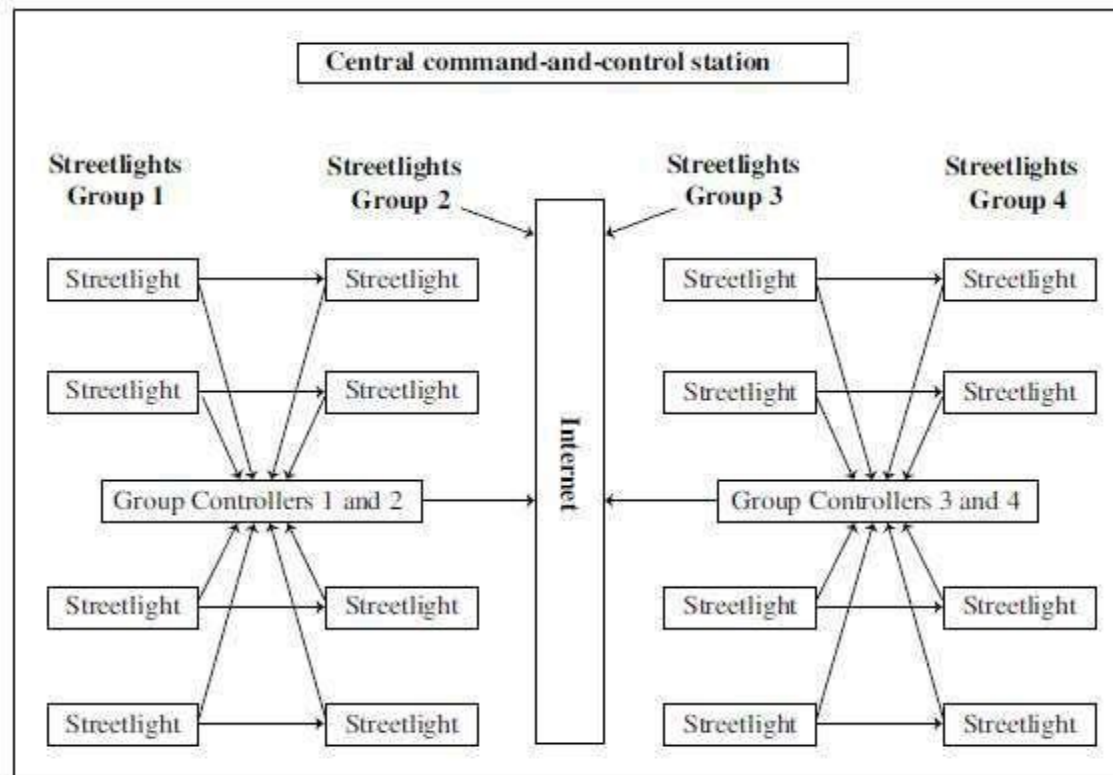 Central command-and-control station
Streetlights
Group 1
Streetlights
Group 2
Streetlights
Group 3
Streetlights
Group 4
Streetlight
Streetlight
Streetlight
Streetlight
Streetlight
Streetlight
Streetlight
Streetlight
Internet
Group Controllers 1 and 2
Group Controllers 3 and 4
Streetlight
Streetlight
Streetlight
Streetlight
Streetlight
Streetlight
Streetlight
Streetlight